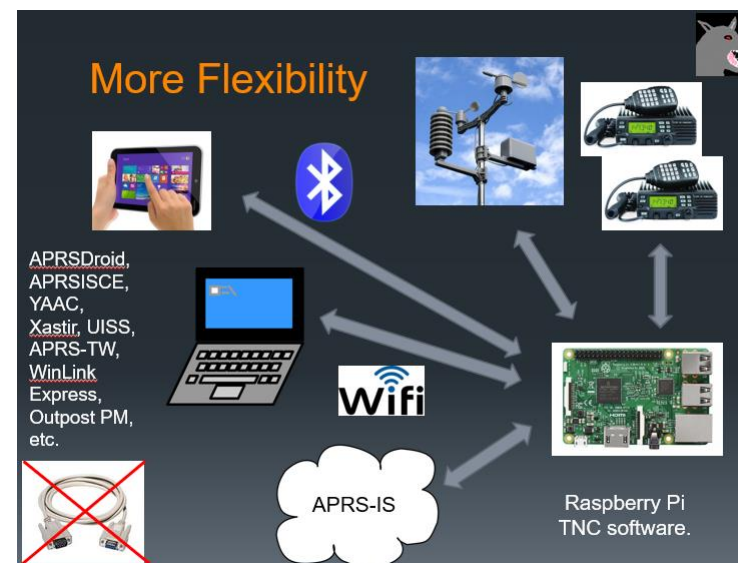 More Flexibility
APRSDroid,
APRSISCE,
YAAC,
Xastir, UISS,
APRS-TW,
WinLink
Express,
Outpost PM,
etc.
Wifi
APRS-IS
Raspberry Pi
TNC software.